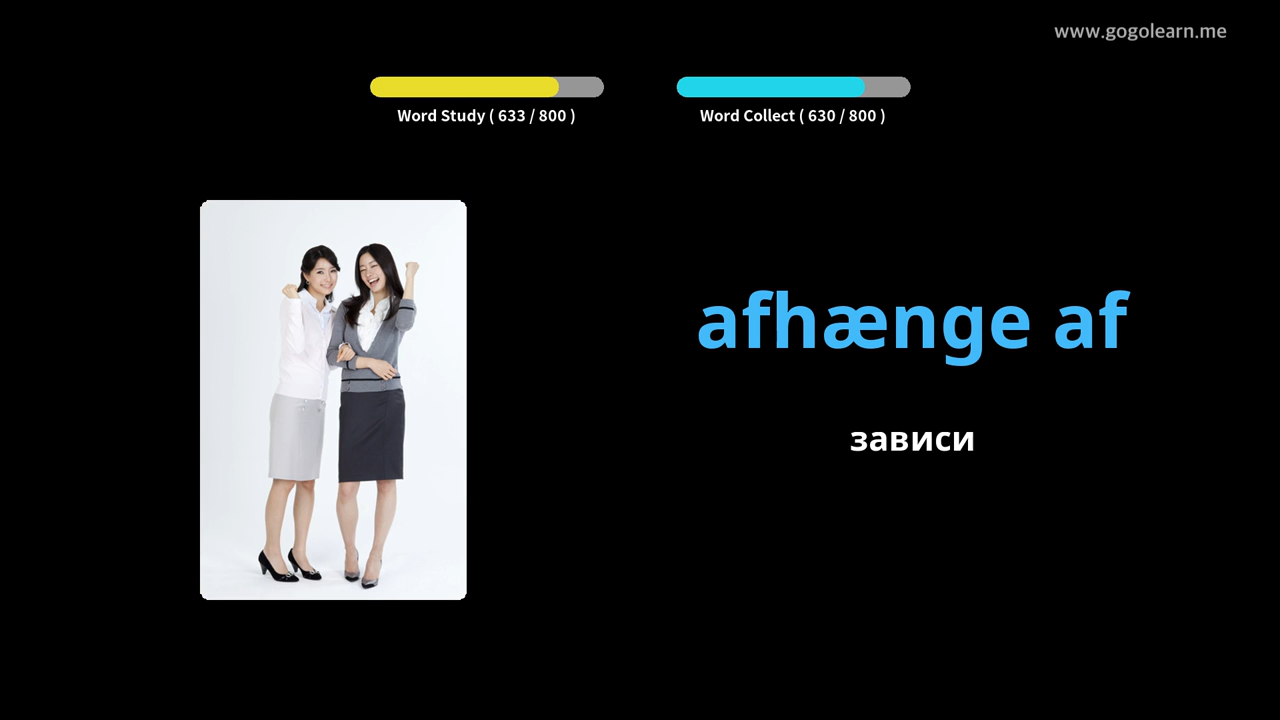 www.gogolearn.me
Word Study ( 633 / 800 )
Word Collect ( 630 / 800 )
afhænge af
зависи